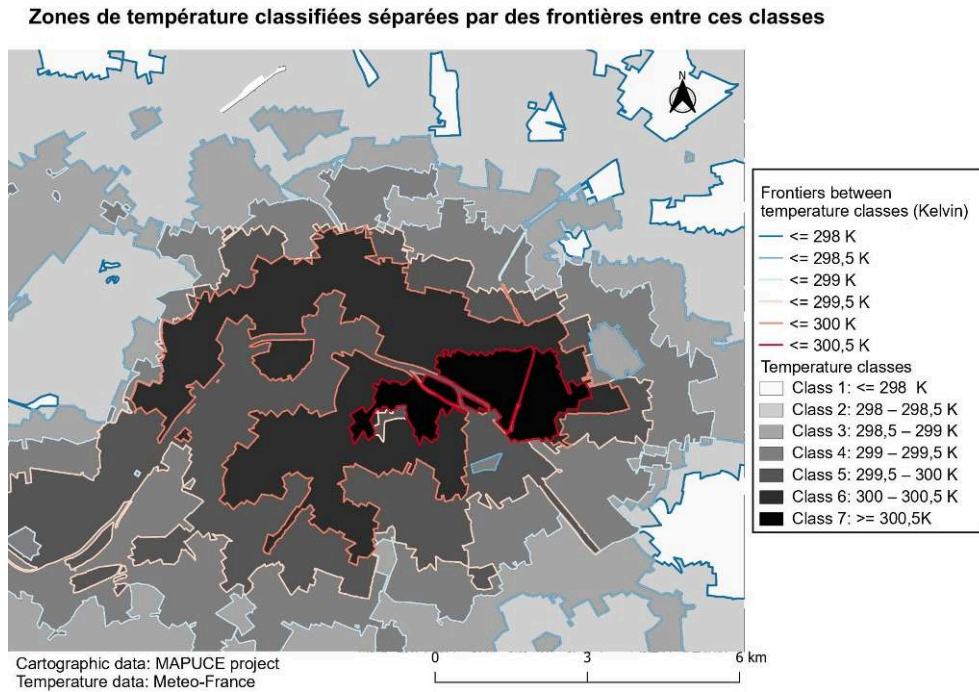 Zones de température classifiées séparées par des frontières entre ces classes
N
Frontiers between
temperature classes (Kelvin)
<= 298 K
<= 298,5 K
<= 299 K
<= 299,5 K
<= 300 K
<= 300,5 K
Temperature classes
Class 1: <= 298 K
Class 2: 298 – 298,5 K
Class 3: 298,5 – 299 K
Class 4: 299 – 299,5 K
Class 5: 299,5 – 300 K
Class 6: 300 – 300,5 K
Class 7: >= 300,5K
Cartographic data: MAPUCE project
Temperature data: Meteo-France
0 3 6 km